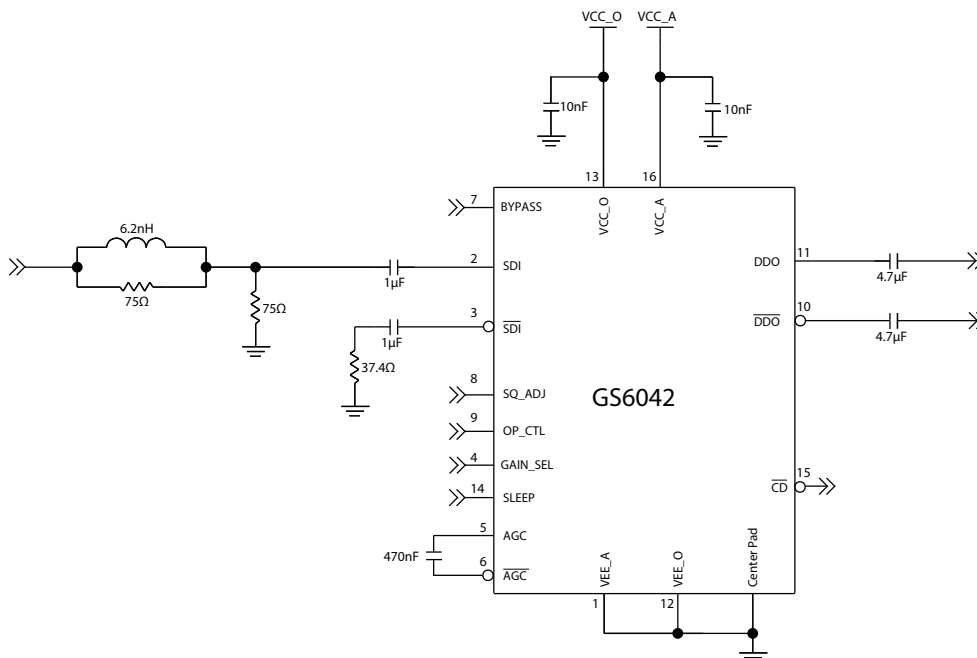 VCC_O VCC_A
10nF
10nF
13
16
VCC_O
VCC_A
7
BYPASS
6.2nH
75Ω
75Ω
1µF
2
SDI
3
SDI
1µF
37.4Ω
8
SQ_ADJ
9
OP_CTL
4
GAIN_SEL
14
SLEEP
5
AGC
470nF
6
AGC
GS6042
DDO
11
4.7µF
DDO
10
4.7µF
CD
15
VEE_A
VEE_O
Center Pad
1
12